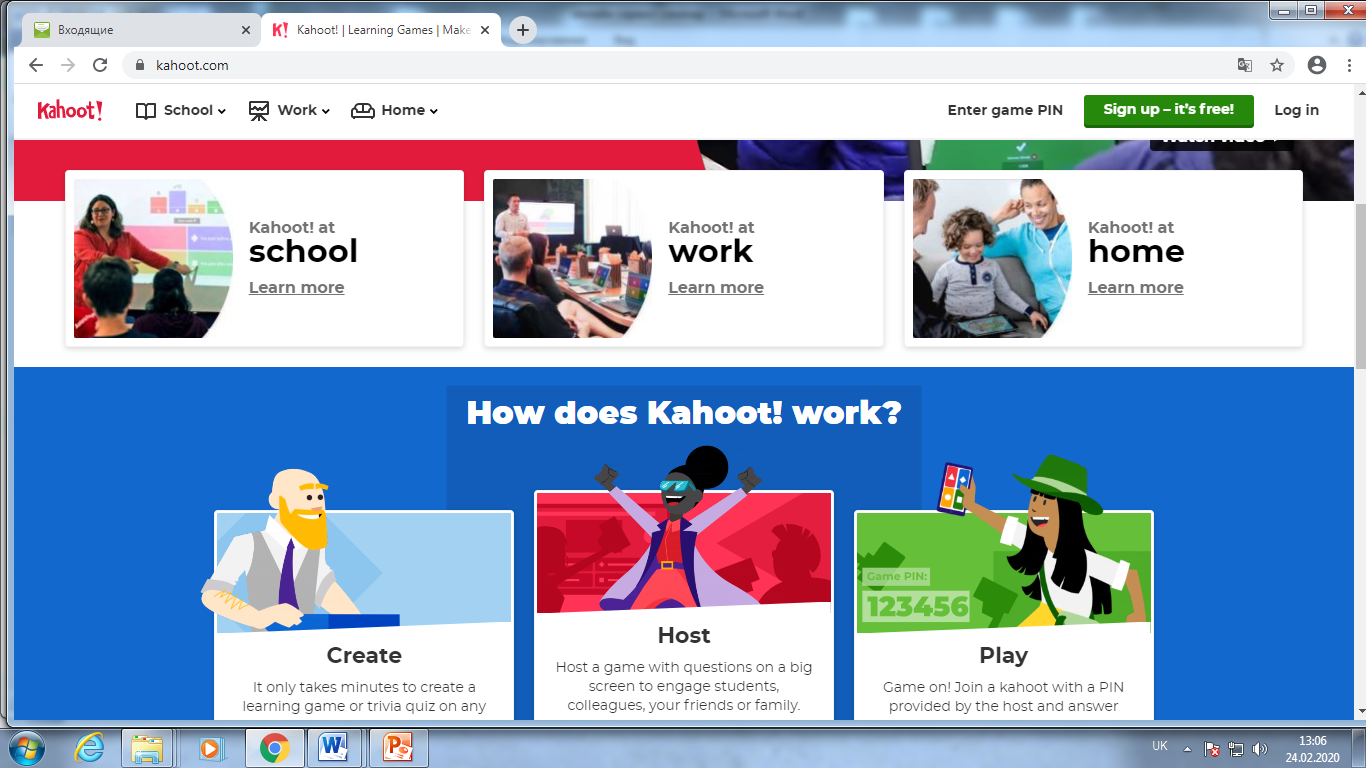 Входящие
Kahoot! | Learning Games | Make
kahoot.com
Kahoot!
School
Work
Home
Enter game PIN
Sign up – it's free!
Log in
Kahoot! at
school
Learn more
Kahoot! at
work
Learn more
Kahoot! at
home
Learn more
How does Kahoot! work?
Game PIN:
123456
Create
It only takes minutes to create a
learning game or trivia quiz on any
Host
Host a game with questions on a big
screen to engage students,
colleagues, your friends or family.
Play
Game on! Join a kahoot with a PIN
provided by the host and answer
UK
13:06
24.02.2020